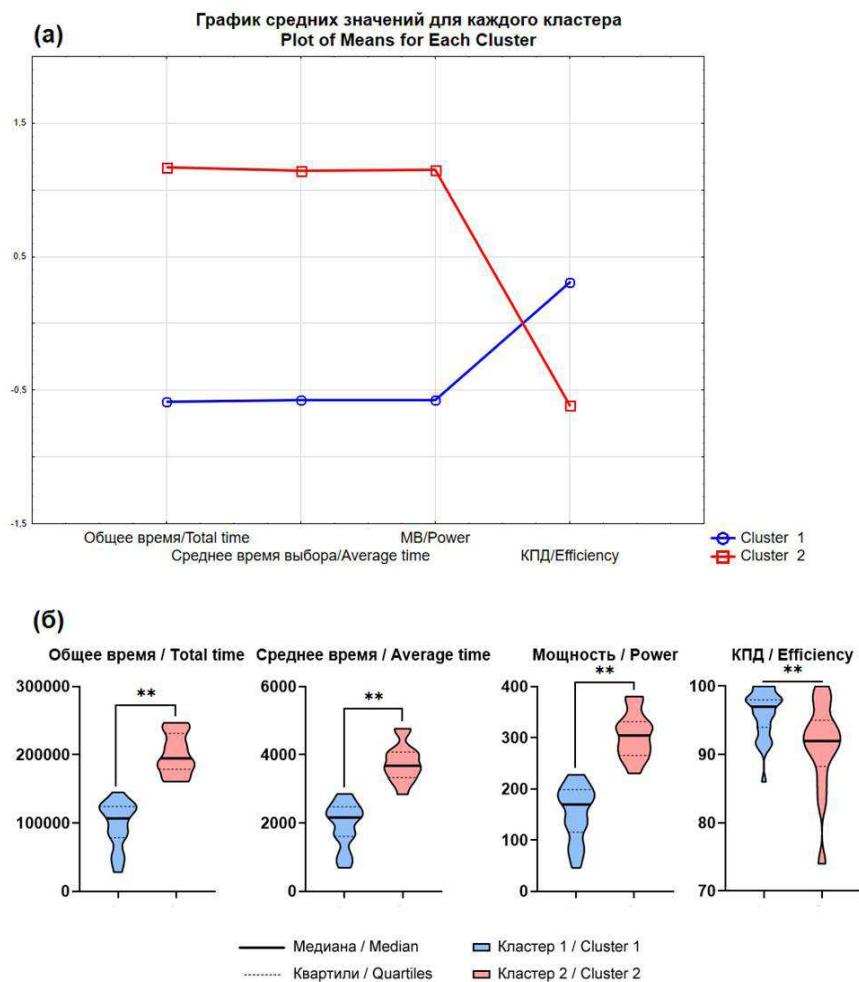 (а)
График средних значений для каждого кластера
Plot of Means for Each Cluster
1,5
0,5
-0,5
-1,5
Общее время/Total time
МВ/Power
Среднее время выбора/Average time
КПД/Efficiency
Cluster 1
Cluster 2
(б)
Общее время / Total time
Среднее время / Average time
Мощность / Power
КПД / Efficiency
**
**
**
**
300000
200000
100000
0
6000
4000
2000
0
400
300
200
100
0
100
90
80
70
Медиана / Median
Кластер 1 / Cluster 1
Квартили / Quartiles
Кластер 2 / Cluster 2